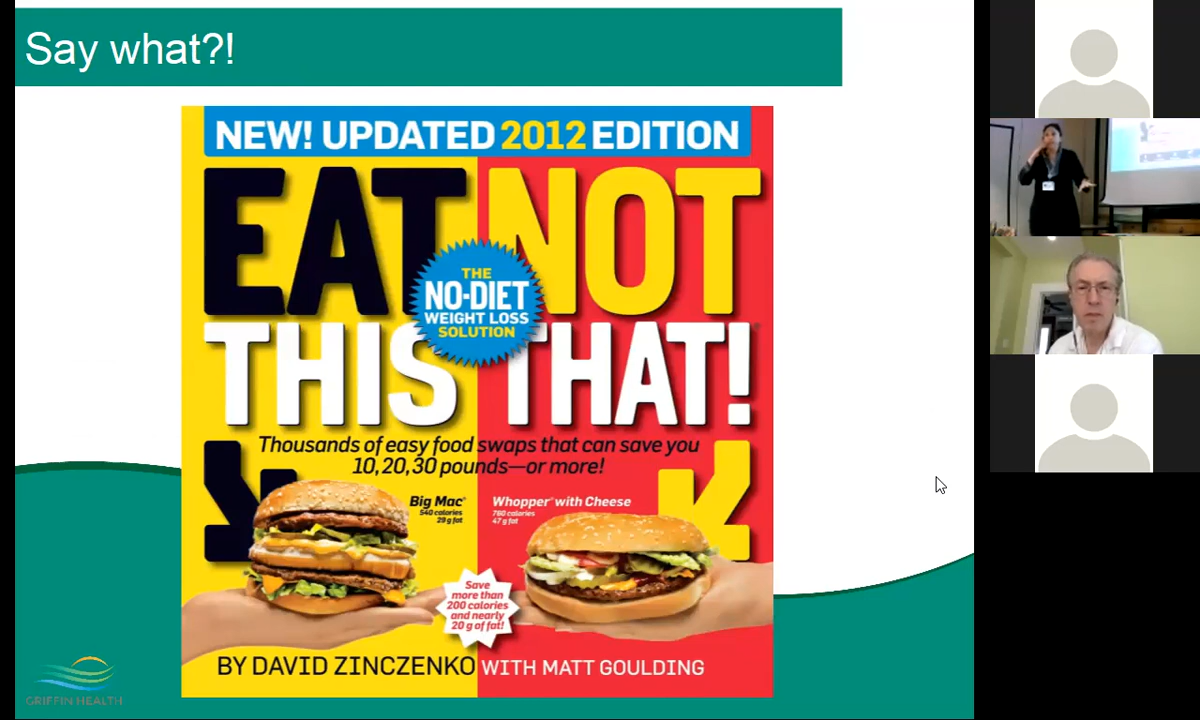 Say what?!
NEW! UPDATED 2012 EDITION
EAT NOT
THIS THAT!
THE
NO-DIET
WEIGHT LOSS
SOLUTION
Thousands of easy food swaps that can save you
10, 20, 30 pounds—or more!
Big Mac®
540 calories
29 g fat
Whopper® with Cheese
760 calories
47 g fat
Save
more than
200 calories
and nearly
20 g of fat!
BY DAVID ZINCZENKO WITH MATT GOULDING
GRIFFIN HEALTH